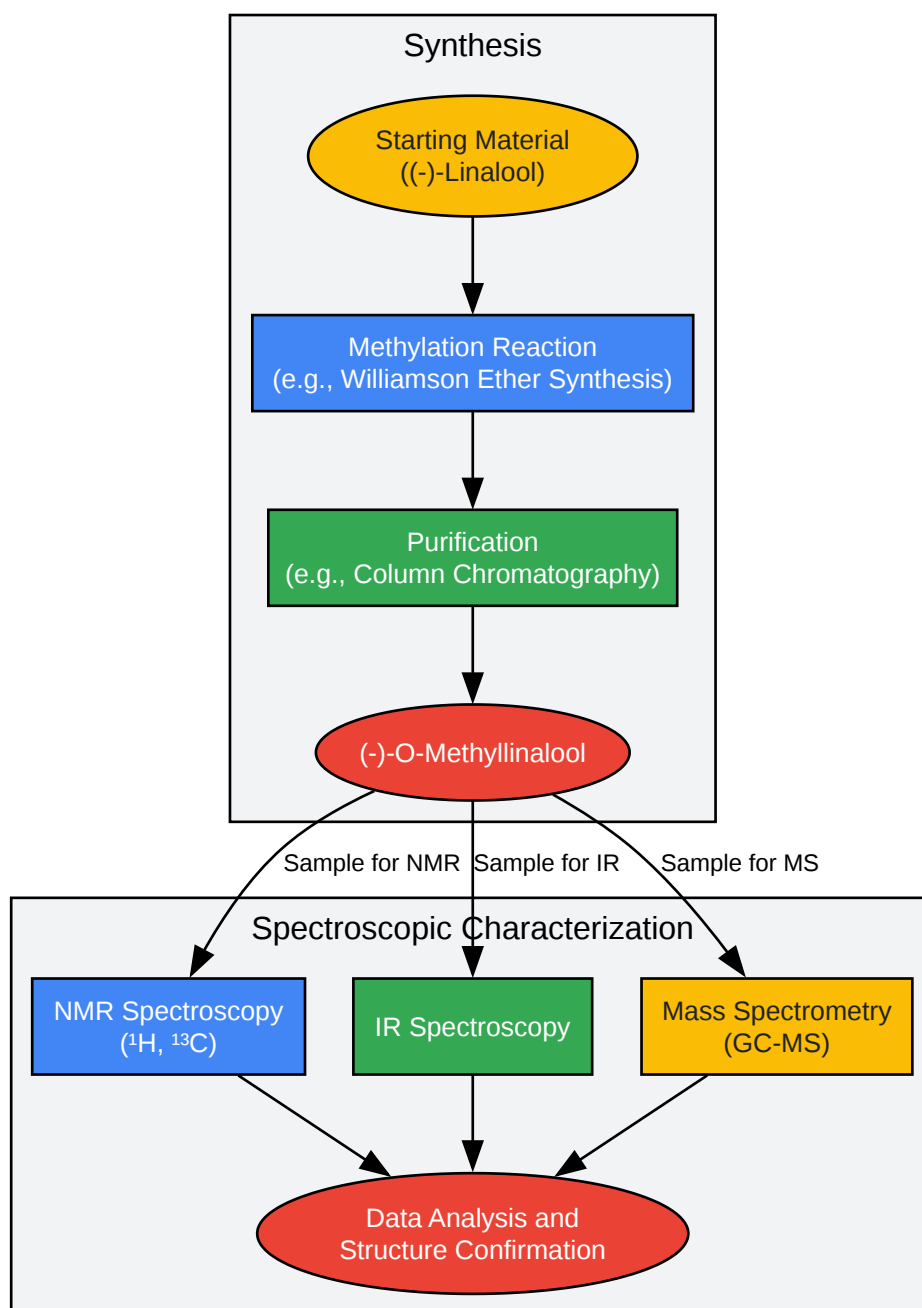 Synthesis
Starting Material
((-)-Linalool)
Methylation Reaction
(e.g., Williamson Ether Synthesis)
Purification
(e.g., Column Chromatography)
(-)-O-Methyllinalool
Sample for NMR
Sample for IR
Sample for MS
Spectroscopic Characterization
NMR Spectroscopy
(¹H, ¹³C)
IR Spectroscopy
Mass Spectrometry
(GC-MS)
Data Analysis and
Structure Confirmation